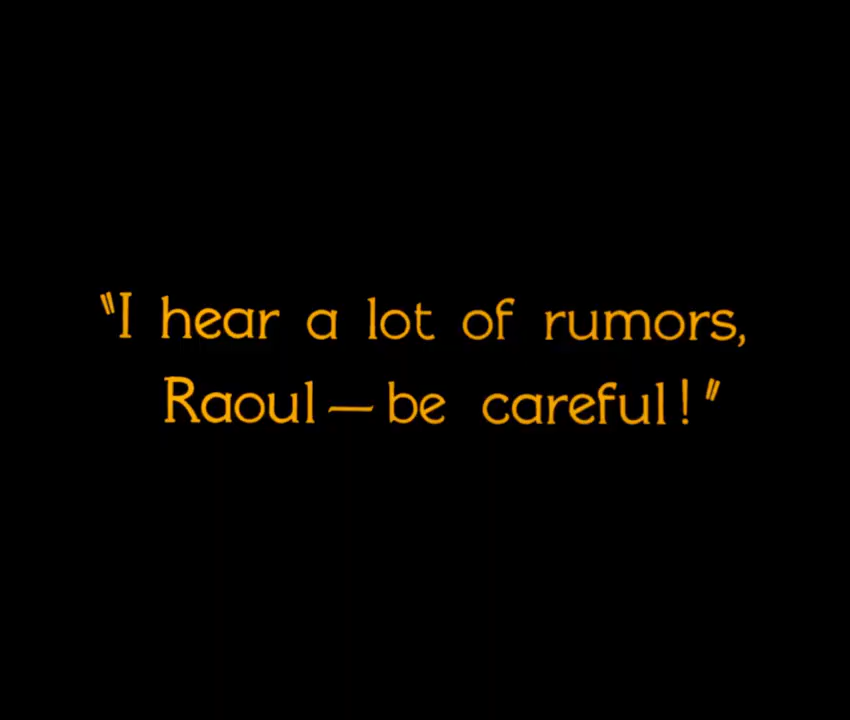 "I hear a lot of rumors,
Raoul — be careful!"